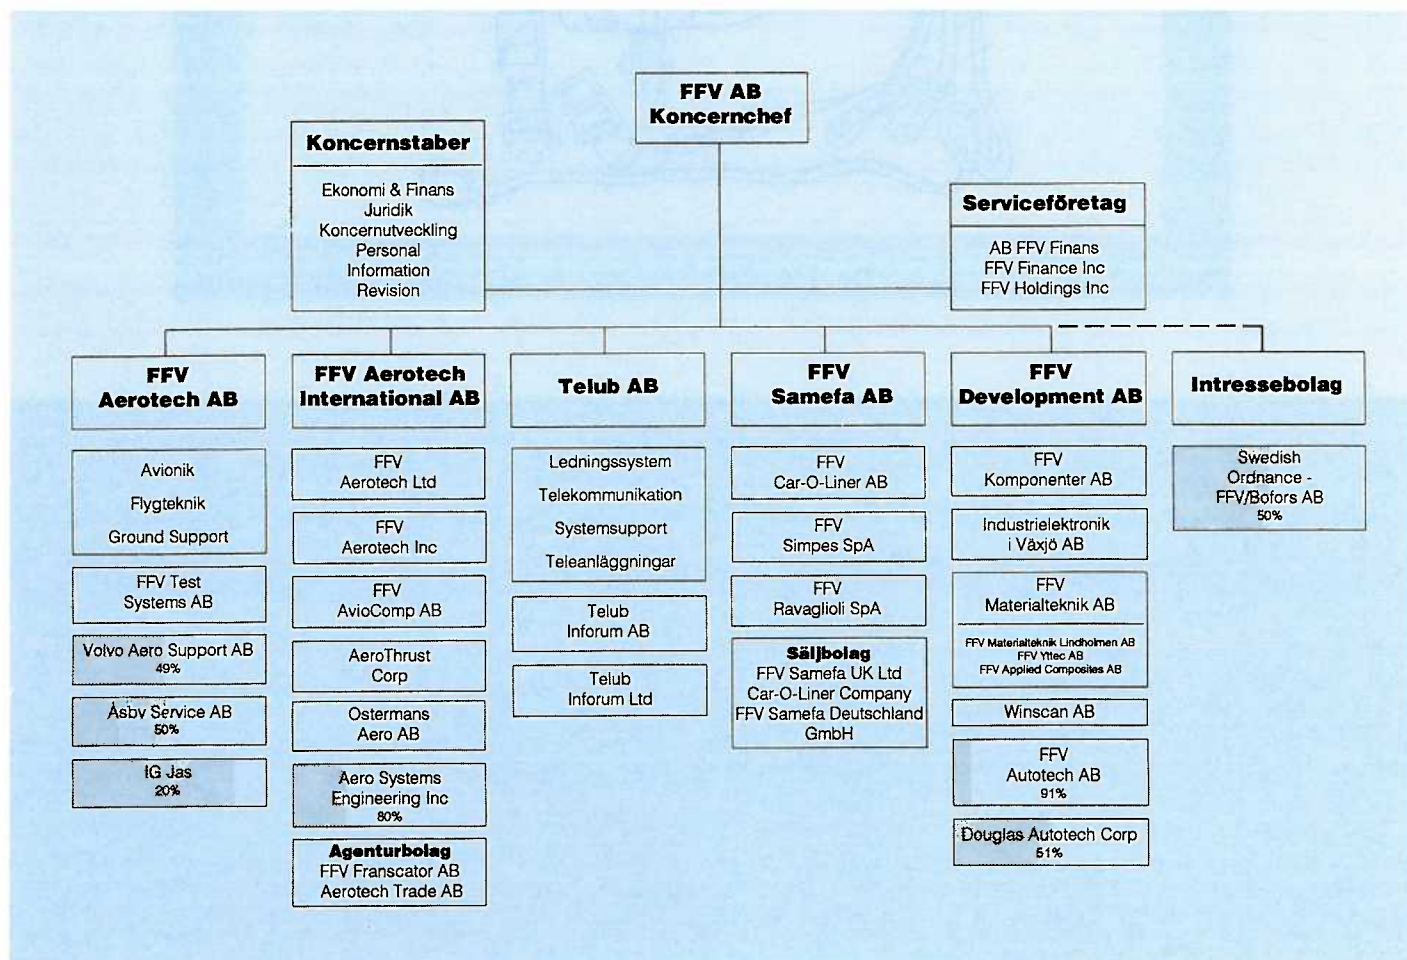 FFV AB
Koncernchef
Koncernstaber
Ekonomi & Finans
Juridik
Koncernutveckling
Personal
Information
Revision
Serviceföretag
AB FFV Finans
FFV Finance Inc
FFV Holdings Inc
FFV
Aerotech AB
Avionik
Flygteknik
Ground Support
FFV Test
Systems AB
Volvo Aero Support AB
49%
Åsby Service AB
50%
IG Jas
20%
FFV Aerotech
International AB
FFV
Aerotech Ltd
FFV
Aerotech Inc
FFV
AvioComp AB
AeroThrust
Corp
Ostermans
Aero AB
Aero Systems
Engineering Inc
80%
Agenturbolag
FFV Franscator AB
Aerotech Trade AB
Telub AB
Ledningssystem
Telekommunikation
Systemsupport
Teleanläggningar
Telub
Inforum AB
Telub
Inforum Ltd
FFV
Samefa AB
FFV
Car-O-Liner AB
FFV
Simpes SpA
FFV
Ravaglioli SpA
Säljbolag
FFV Samefa UK Ltd
Car-O-Liner Company
FFV Samefa Deutschland
GmbH
FFV
Development AB
FFV
Komponenter AB
Industrielektronik
i Växjö AB
FFV
Materialteknik AB
FFV Materialteknik Lindholmen AB
FFV Yttec AB
FFV Applied Composites AB
Winscan AB
FFV
Autotech AB
91%
Douglas Autotech Corp
51%
Intressebolag
Swedish
Ordnance -
FFV/Bofors AB
50%